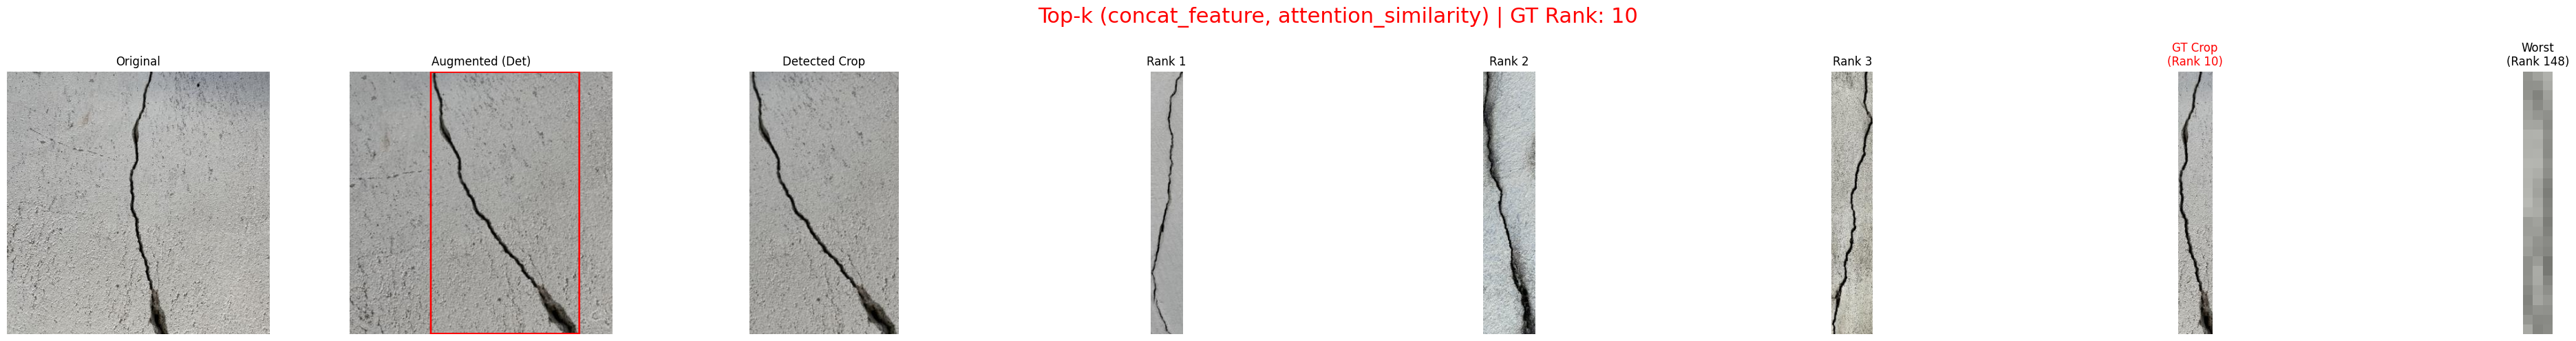 Top-k (concat_feature, attention_similarity) | GT Rank: 10
Original
Augmented (Det)
Detected Crop
Rank 1
Rank 2
Rank 3
GT Crop
(Rank 10)
Worst
(Rank 148)